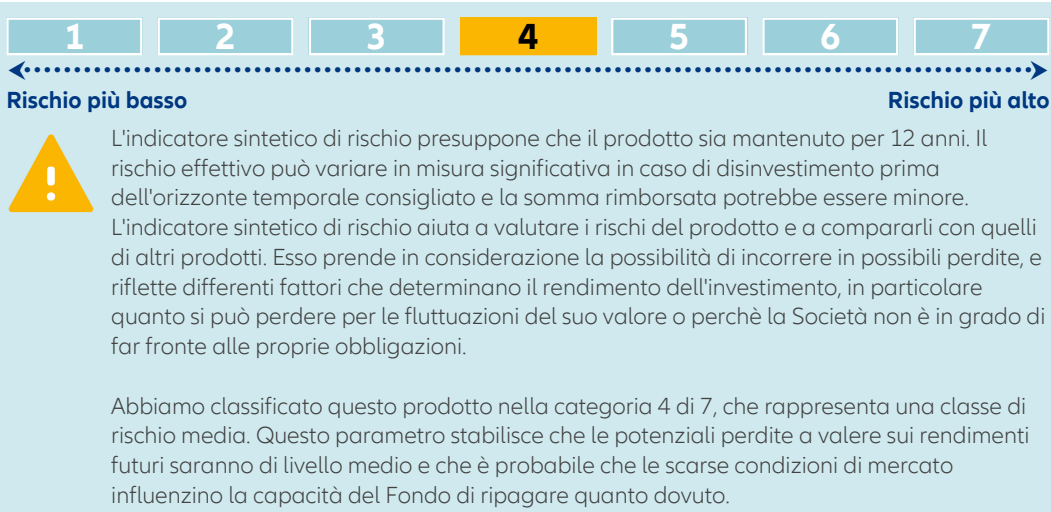 1 2 3 4 5 6 7
Rischio più basso Rischio più alto
L'indicatore sintetico di rischio presuppone che il prodotto sia mantenuto per 12 anni. Il
rischio effettivo può variare in misura significativa in caso di disinvestimento prima
dell'orizzonte temporale consigliato e la somma rimborsata potrebbe essere minore.
L'indicatore sintetico di rischio aiuta a valutare i rischi del prodotto e a compararli con quelli
di altri prodotti. Esso prende in considerazione la possibilità di incorrere in possibili perdite, e
riflette differenti fattori che determinano il rendimento dell'investimento, in particolare
quanto si può perdere per le fluttuazioni del suo valore o perchè la Società non è in grado di
far fronte alle proprie obbligazioni.
Abbiamo classificato questo prodotto nella categoria 4 di 7, che rappresenta una classe di
rischio media. Questo parametro stabilisce che le potenziali perdite a valere sui rendimenti
futuri saranno di livello medio e che è probabile che le scarse condizioni di mercato
influenzino la capacità del Fondo di ripagare quanto dovuto.